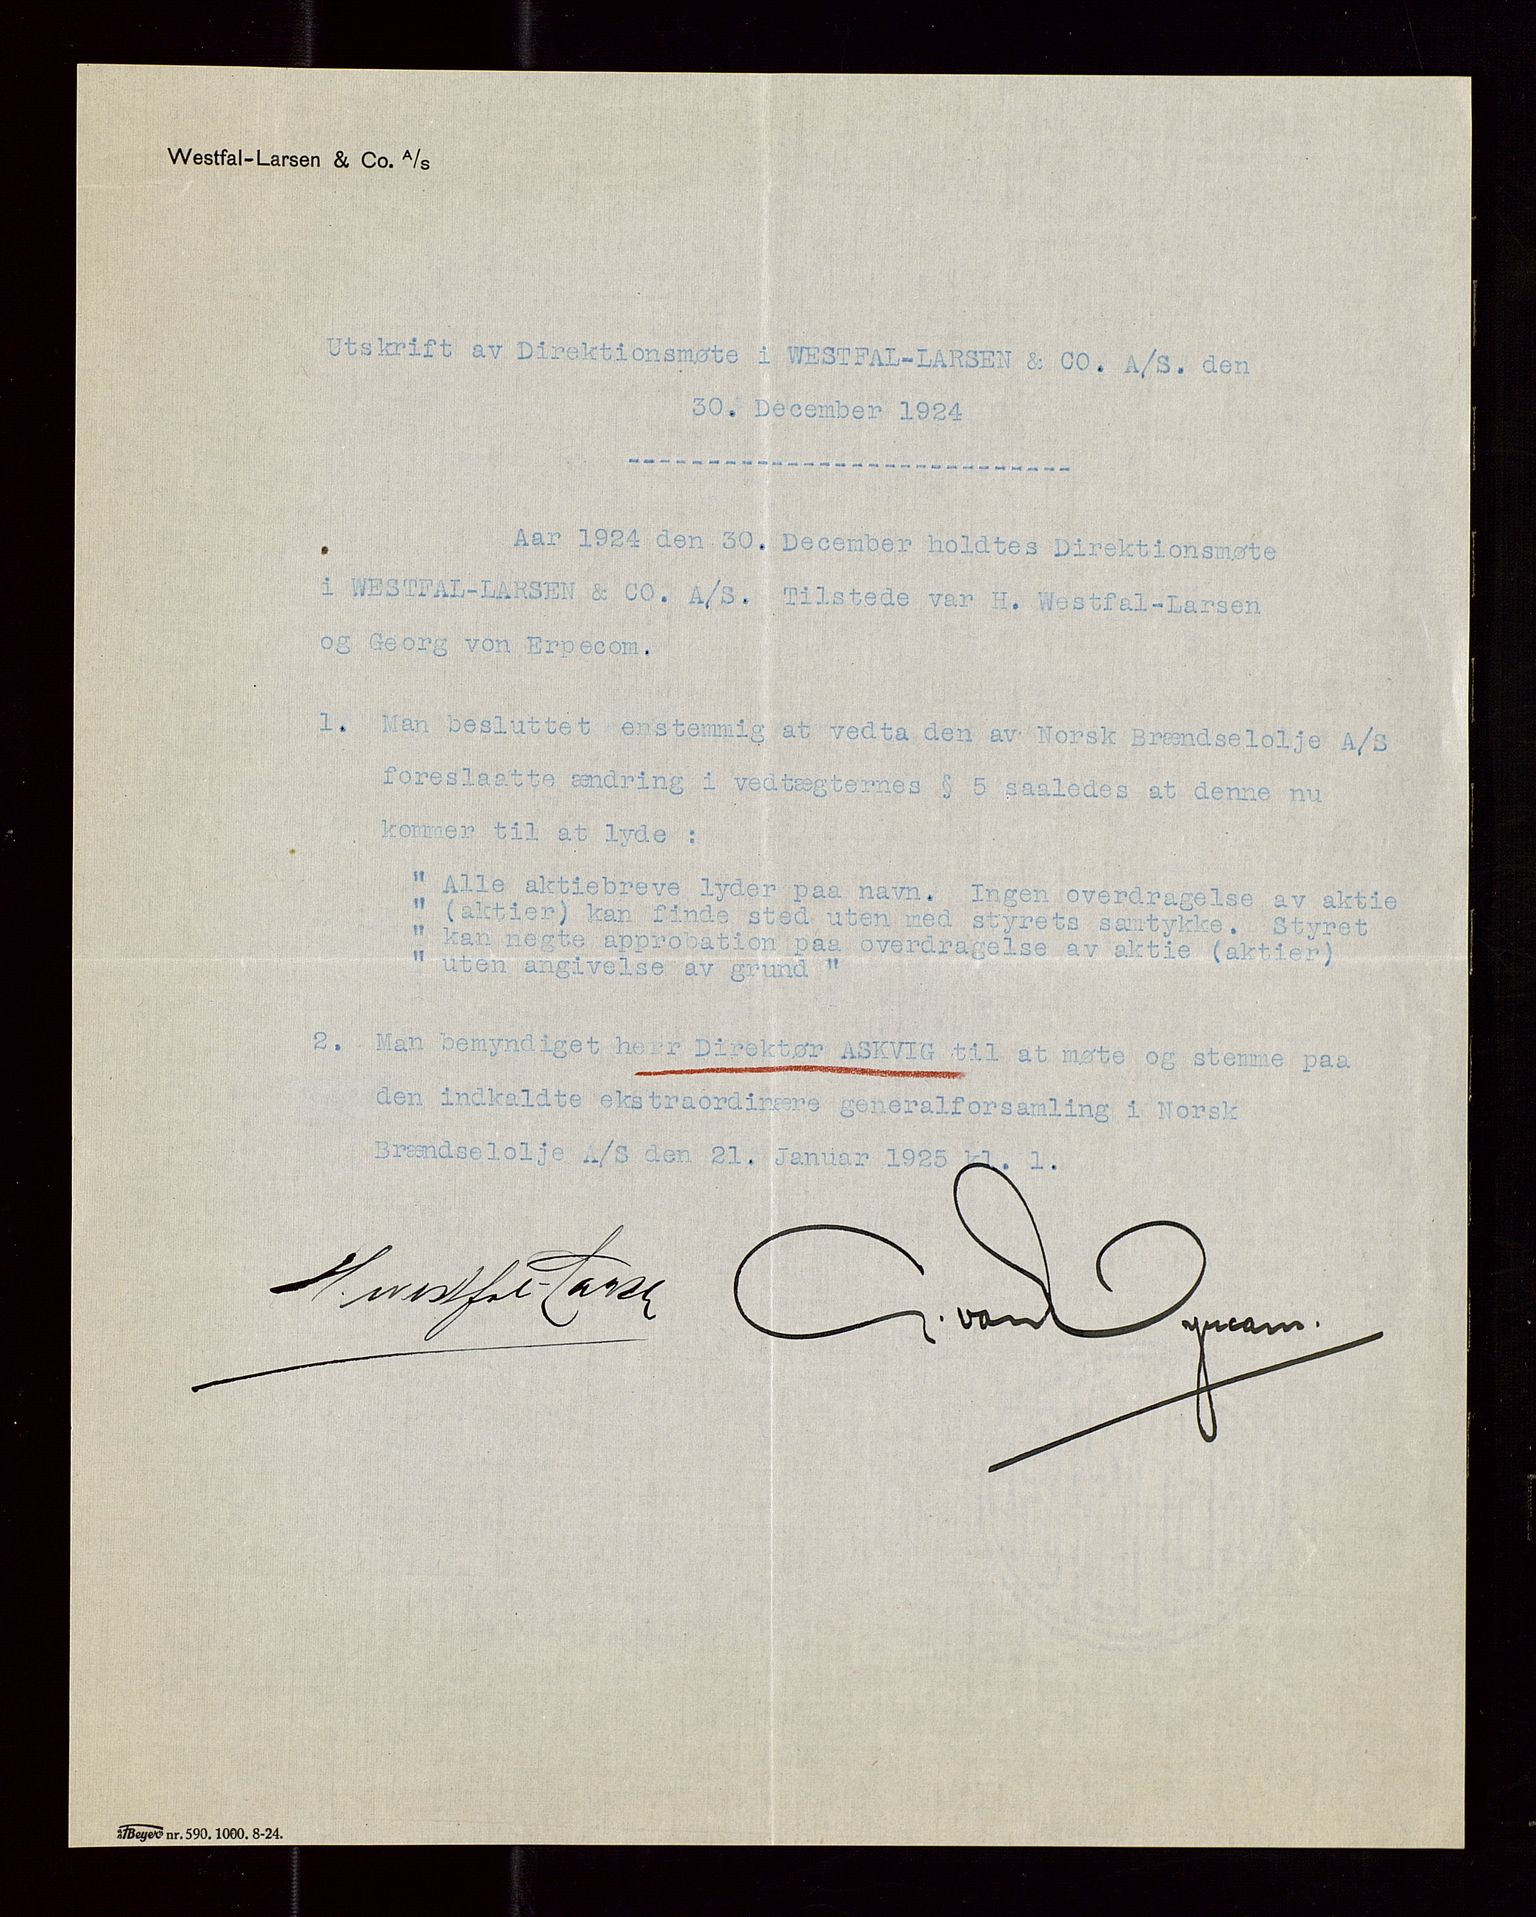 Westfal-Larsen & Co. A/s
Utskrift av Direktionsmøte i WESTFAL-LARSEN & CO. A/S. den
30. December 1924
------------------------------
Aar 1924 den 30. December holdtes Direktionsmøte
i WESTFAL-LARSEN & CO. A/S. Tilstede var H. Westfal-Larsen
og Georg von Erpecom.
1. Man besluttet enstemmig at vedta den av Norsk Brændselolje A/S
foreslaatte ændring i vedtægternes § 5 saaledes at denne nu
kommer til at lyde :
" Alle aktiebreve lyder paa navn. Ingen overdragelse av aktie
" (aktier) kan finde sted uten med styrets samtykke. Styret
" kan negte approbation paa overdragelse av aktie (aktier)
" uten angivelse av grund "
2. Man bemyndiget herr Direktør ASKVIG til at møte og stemme paa
den indkaldte ekstraordinære generalforsamling i Norsk
Brændselolje A/S den 21. Januar 1925 kl. 1.
H. Westfal-Larsen
G. von Erpecom.
Beyer nr. 590. 1000. 8-24.